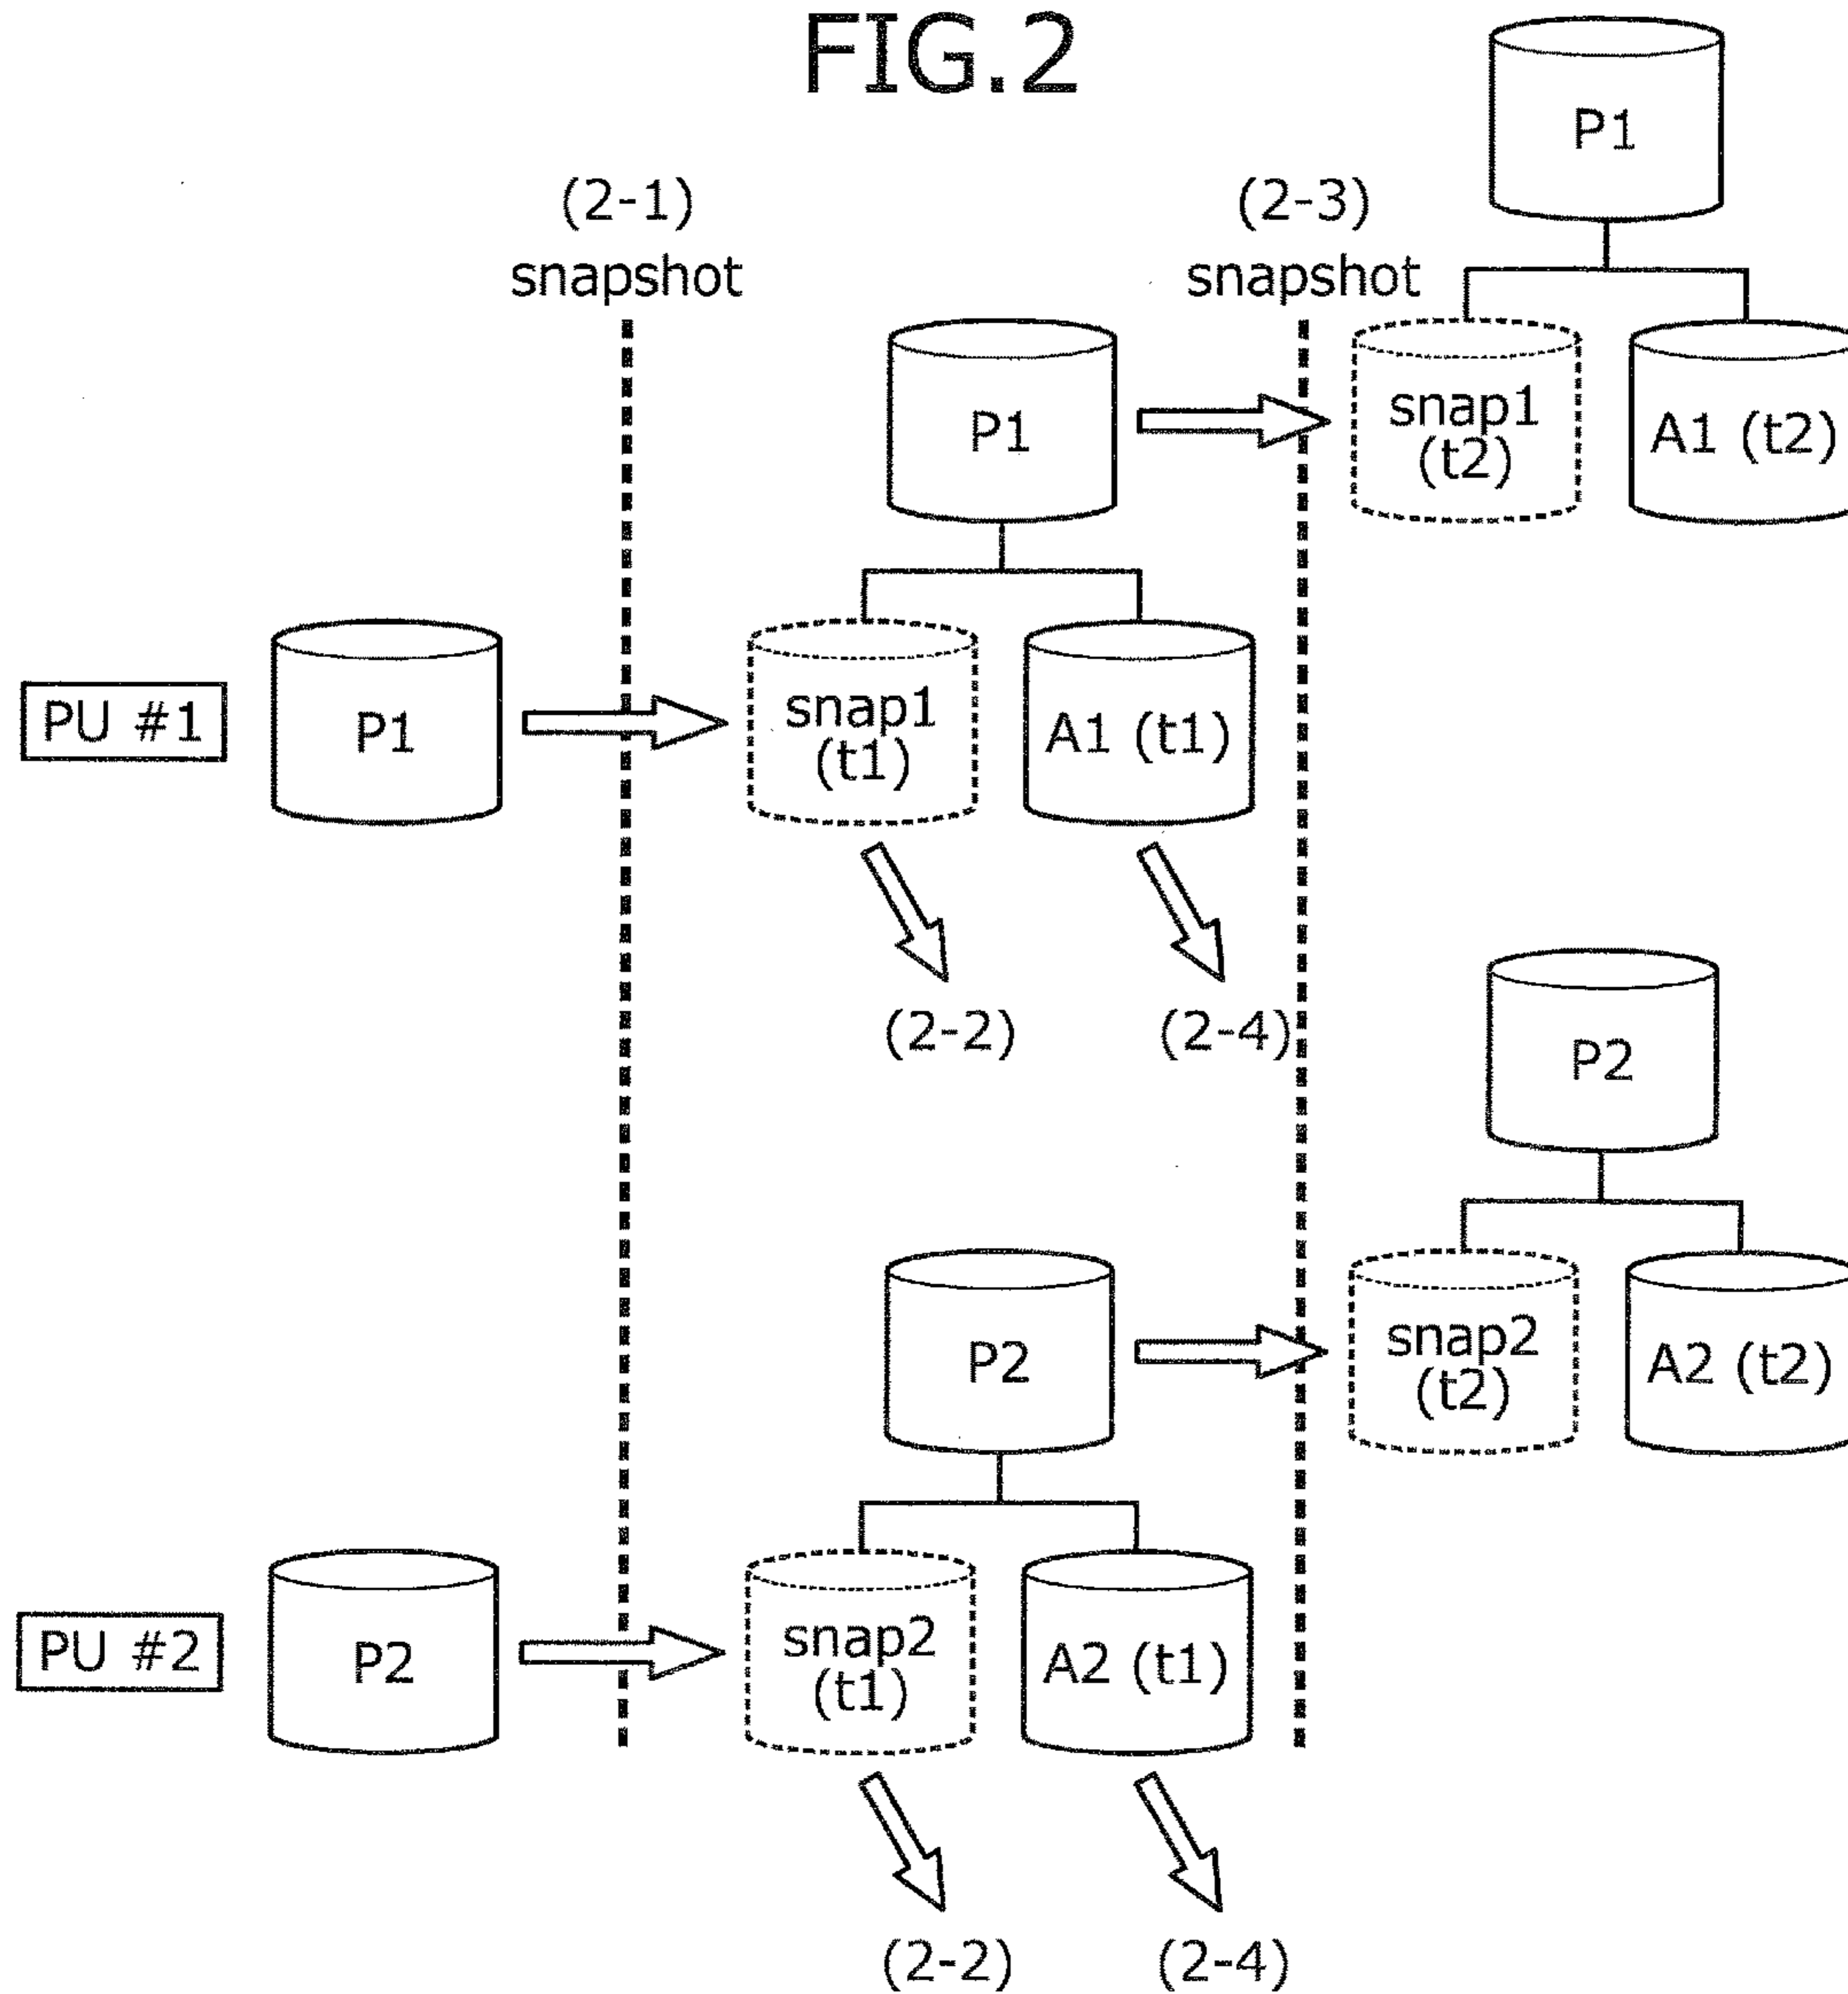 FIG.2
P1
(2-1)
snapshot
(2-3)
snapshot
P1
snap1
(t2)
A1 (t2)
PU #1
P1
snap1
(t1)
A1 (t1)
(2-2)
(2-4)
P2
P2
snap2
(t2)
A2 (t2)
PU #2
P2
snap2
(t1)
A2 (t1)
(2-2)
(2-4)